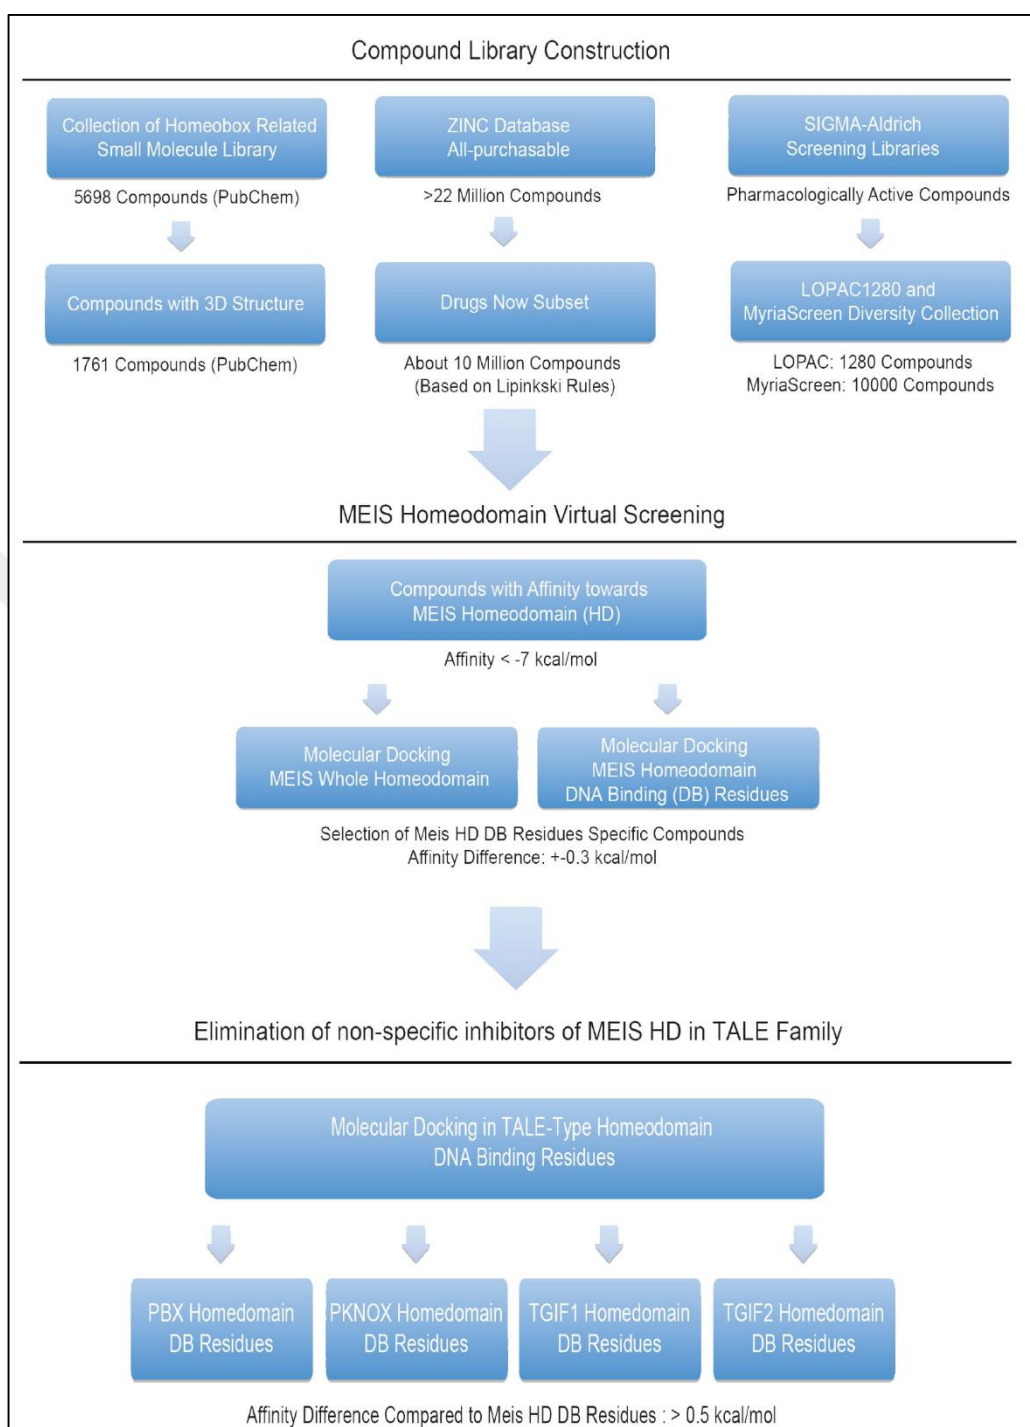 Compound Library Construction
Collection of Homeobox Related
Small Molecule Library
5698 Compounds (PubChem)
Compounds with 3D Structure
1761 Compounds (PubChem)
ZINC Database
All-purchasable
>22 Million Compounds
Drugs Now Subset
About 10 Million Compounds
(Based on Lipinkski Rules)
SIGMA-Aldrich
Screening Libraries
Pharmacologically Active Compounds
LOPAC1280 and
MyriaScreen Diversity Collection
LOPAC: 1280 Compounds
MyriaScreen: 10000 Compounds
MEIS Homeodomain Virtual Screening
Compounds with Affinity towards
MEIS Homeodomain (HD)
Affinity < -7 kcal/mol
Molecular Docking
MEIS Whole Homeodomain
Molecular Docking
MEIS Homeodomain
DNA Binding (DB) Residues
Selection of Meis HD DB Residues Specific Compounds
Affinity Difference: +-0.3 kcal/mol
Elimination of non-specific inhibitors of MEIS HD in TALE Family
Molecular Docking in TALE-Type Homeodomain
DNA Binding Residues
PBX Homedomain
DB Residues
PKNOX Homedomain
DB Residues
TGIF1 Homedomain
DB Residues
TGIF2 Homedomain
DB Residues
Affinity Difference Compared to Meis HD DB Residues : > 0.5 kcal/mol